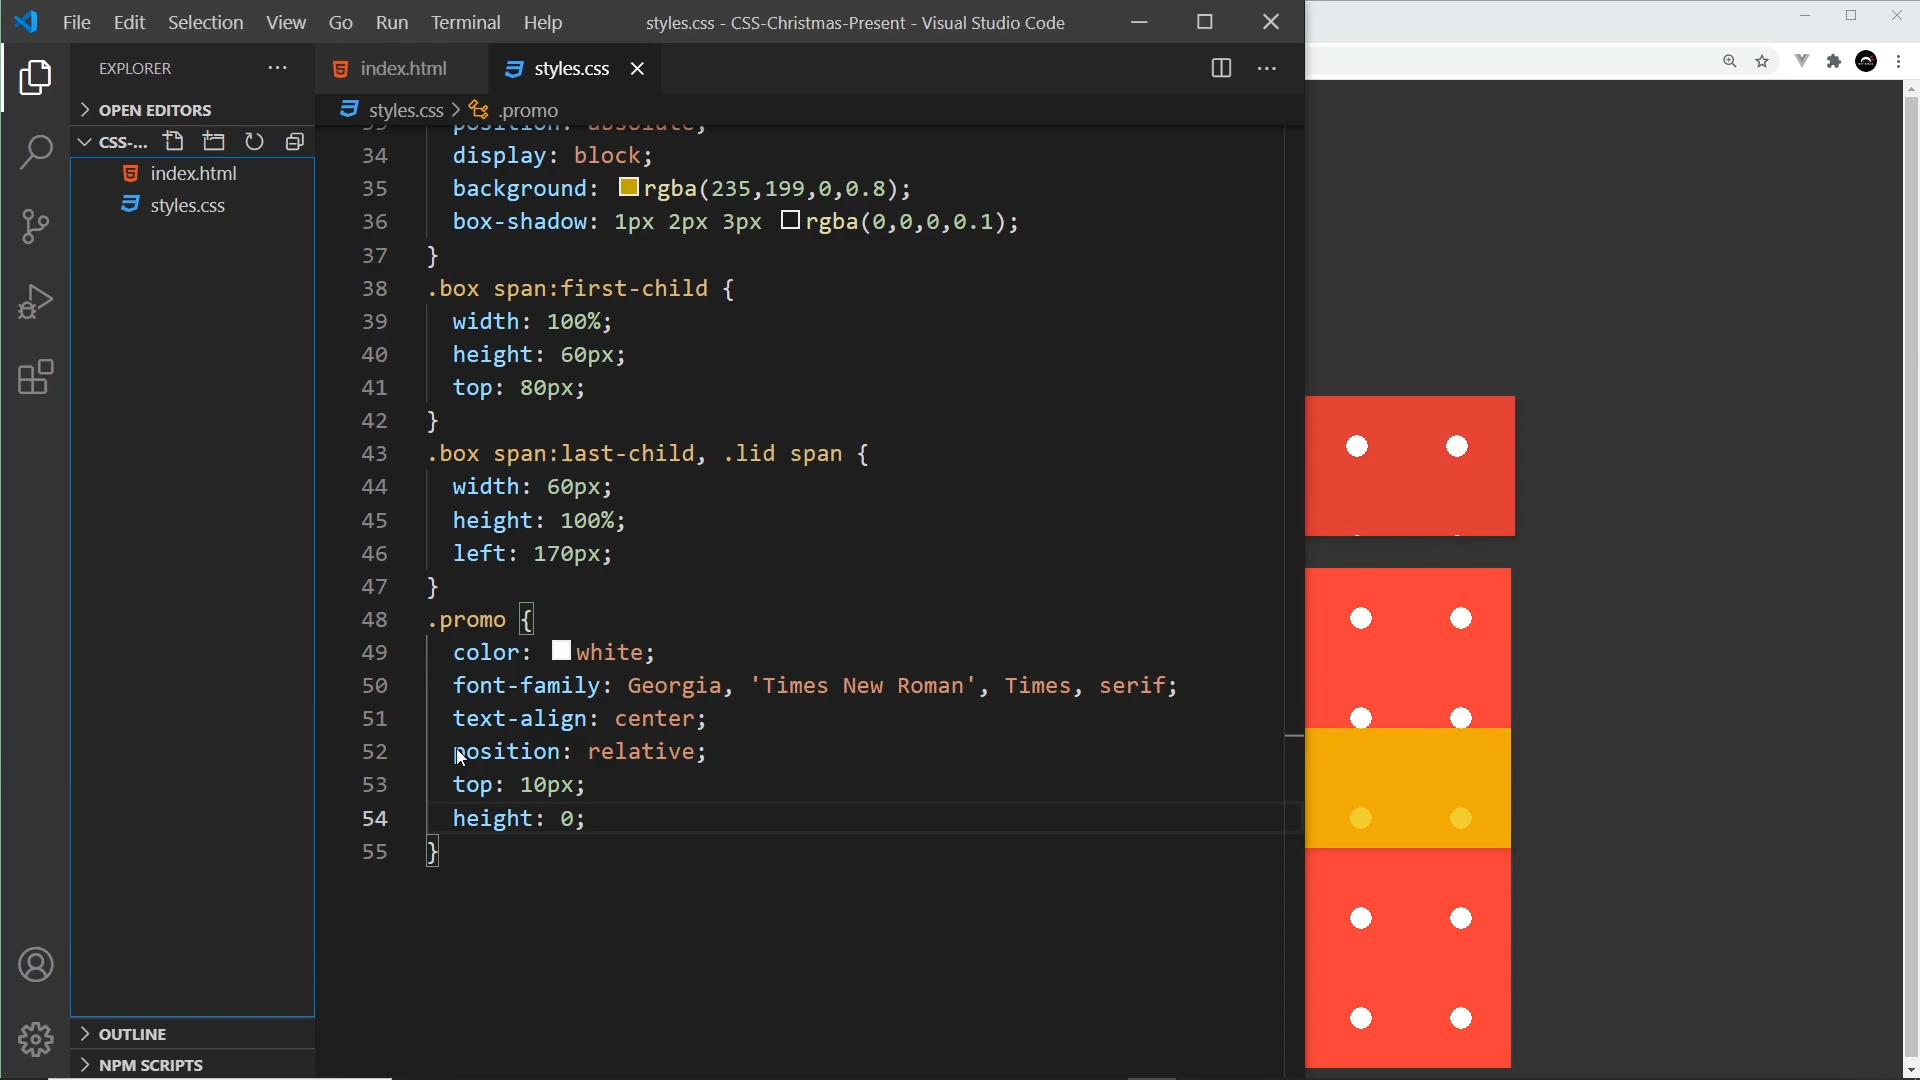 File Edit Selection View Go Run Terminal Help styles.css - CSS-Christmas-Present - Visual Studio Code
EXPLORER
index.html
styles.css
OPEN EDITORS
styles.css > .promo
CSS-...
index.html
styles.css
33 position: absolute;
34 display: block;
35 background: rgba(235,199,0,0.8);
36 box-shadow: 1px 2px 3px rgba(0,0,0,0.1);
37 }
38 .box span:first-child {
39 width: 100%;
40 height: 60px;
41 top: 80px;
42 }
43 .box span:last-child, .lid span {
44 width: 60px;
45 height: 100%;
46 left: 170px;
47 }
48 .promo {
49 color: white;
50 font-family: Georgia, 'Times New Roman', Times, serif;
51 text-align: center;
52 position: relative;
53 top: 10px;
54 height: 0;
55 }
OUTLINE
NPM SCRIPTS